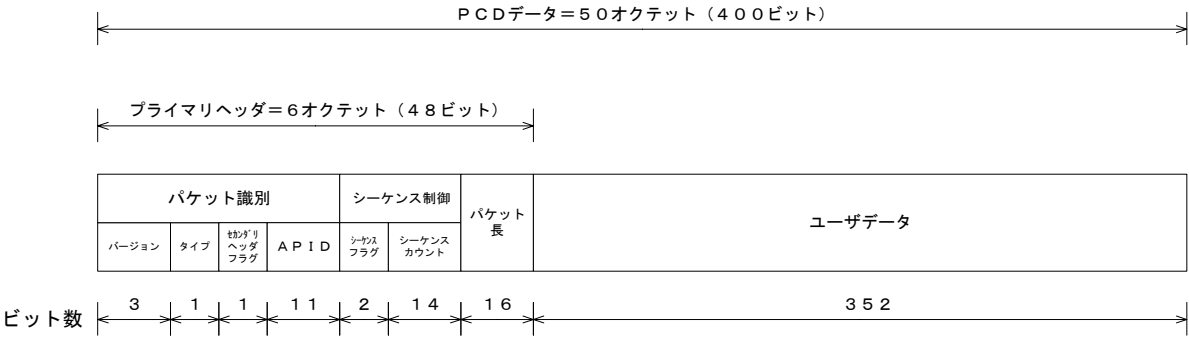 PCDデータ=50オクテット(400ビット)
プライマリヘッダ=6オクテット(48ビット)
パケット識別
シーケンス制御
パケット
長
ユーザデータ
バージョン
タイプ
セカンダリ
ヘッダ
フラグ
APID
シーケンス
フラグ
シーケンス
カウント
ビット数
3
1
1
11
2
14
16
352